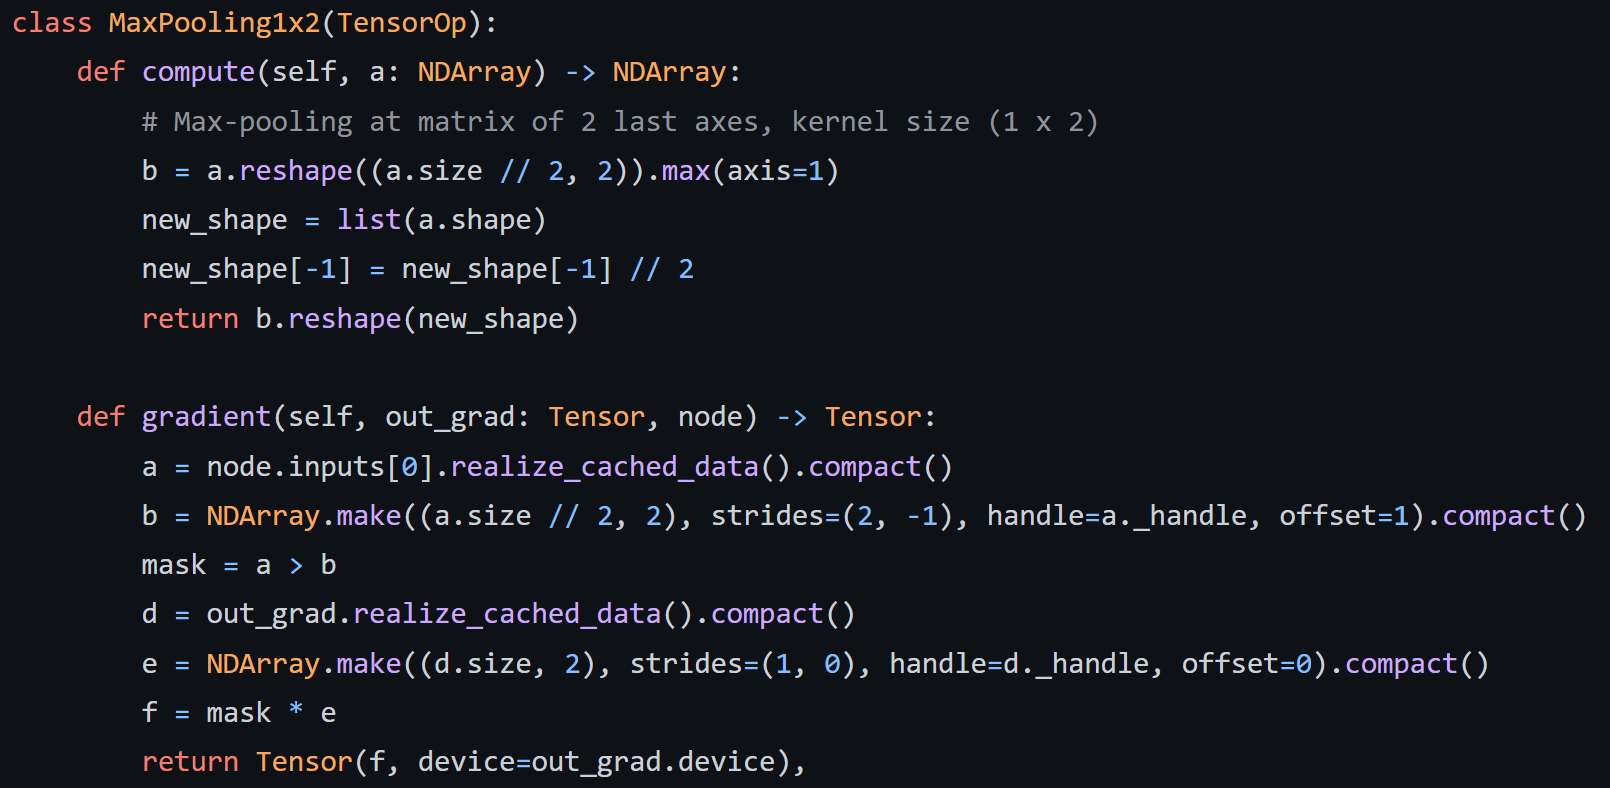 class MaxPooling1x2(TensorOp):
    def compute(self, a: NDArray) -> NDArray:
        # Max-pooling at matrix of 2 last axes, kernel size (1 x 2)
        b = a.reshape((a.size // 2, 2)).max(axis=1)
        new_shape = list(a.shape)
        new_shape[-1] = new_shape[-1] // 2
        return b.reshape(new_shape)

    def gradient(self, out_grad: Tensor, node) -> Tensor:
        a = node.inputs[0].realize_cached_data().compact()
        b = NDArray.make((a.size // 2, 2), strides=(2, -1), handle=a._handle, offset=1).compact()
        mask = a > b
        d = out_grad.realize_cached_data().compact()
        e = NDArray.make((d.size, 2), strides=(1, 0), handle=d._handle, offset=0).compact()
        f = mask * e
        return Tensor(f, device=out_grad.device),